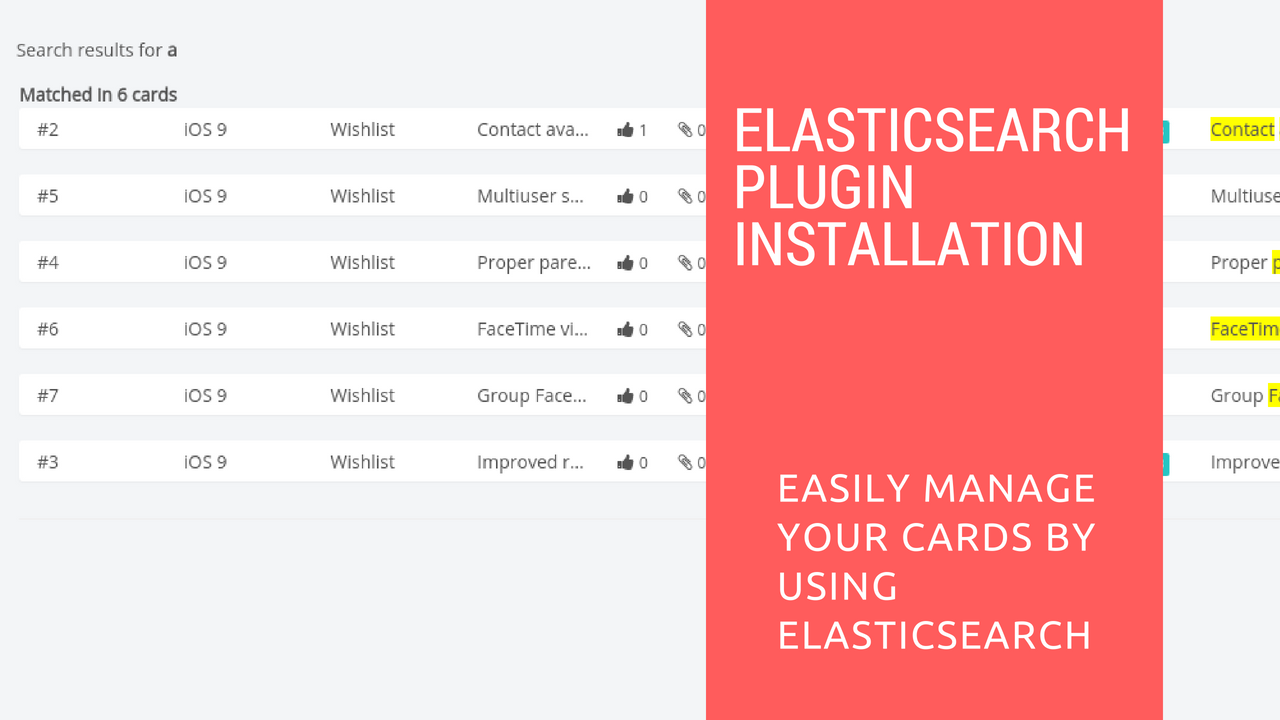 Search results for a
Matched In 6 cards
#2 iOS 9 Wishlist Contact ava... 1 0 Contact
#5 iOS 9 Wishlist Multiuser s... 0 0 Multiuse
#4 iOS 9 Wishlist Proper pare... 0 0 Proper p
#6 iOS 9 Wishlist FaceTime vi... 0 0 FaceTim
#7 iOS 9 Wishlist Group Face... 0 0 Group Fa
#3 iOS 9 Wishlist Improved r... 0 0 Improve
ELASTICSEARCH
PLUGIN
INSTALLATION
EASILY MANAGE
YOUR CARDS BY
USING
ELASTICSEARCH